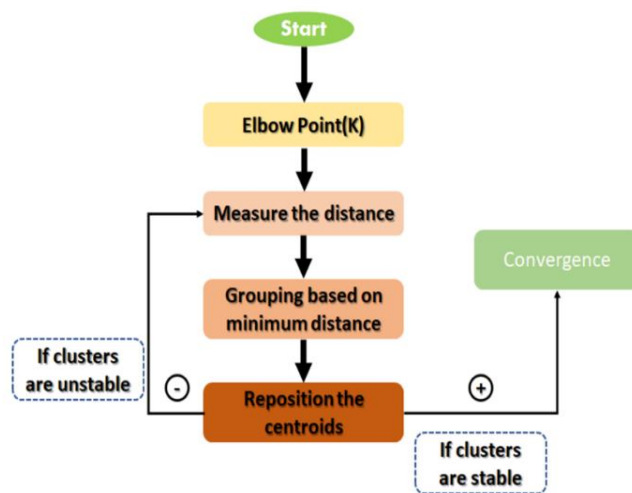 Start
Elbow Point(K)
Measure the distance
Convergence
Grouping based on
minimum distance
If clusters
are unstable
-
+
Reposition the
centroids
If clusters
are stable